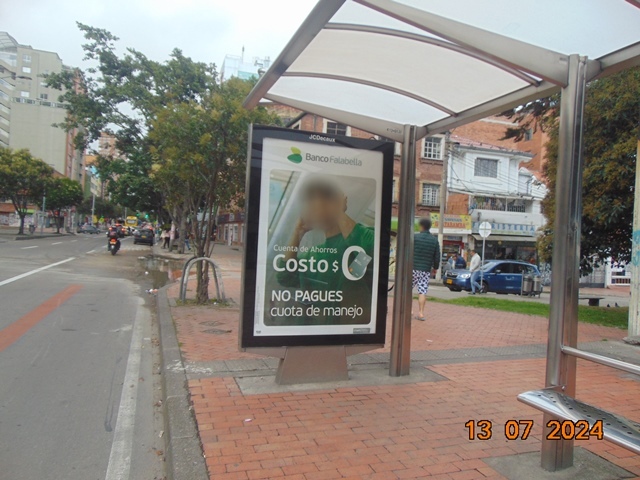 JCDecaux
Banco Falabella
Cuenta de Ahorros
Costo $0
NO PAGUES
cuota de manejo
13 07 2024